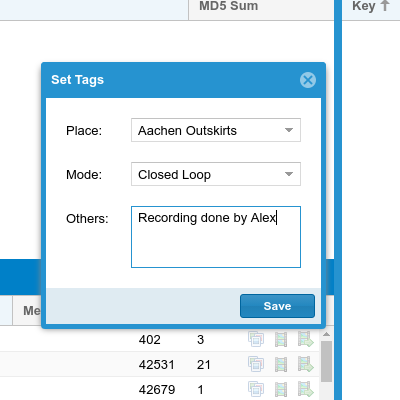 MD5 Sum
Key
Set Tags
Place: Aachen Outskirts
Mode: Closed Loop
Others: Recording done by Alex
Save
Me
402 3
42531 21
42679 1